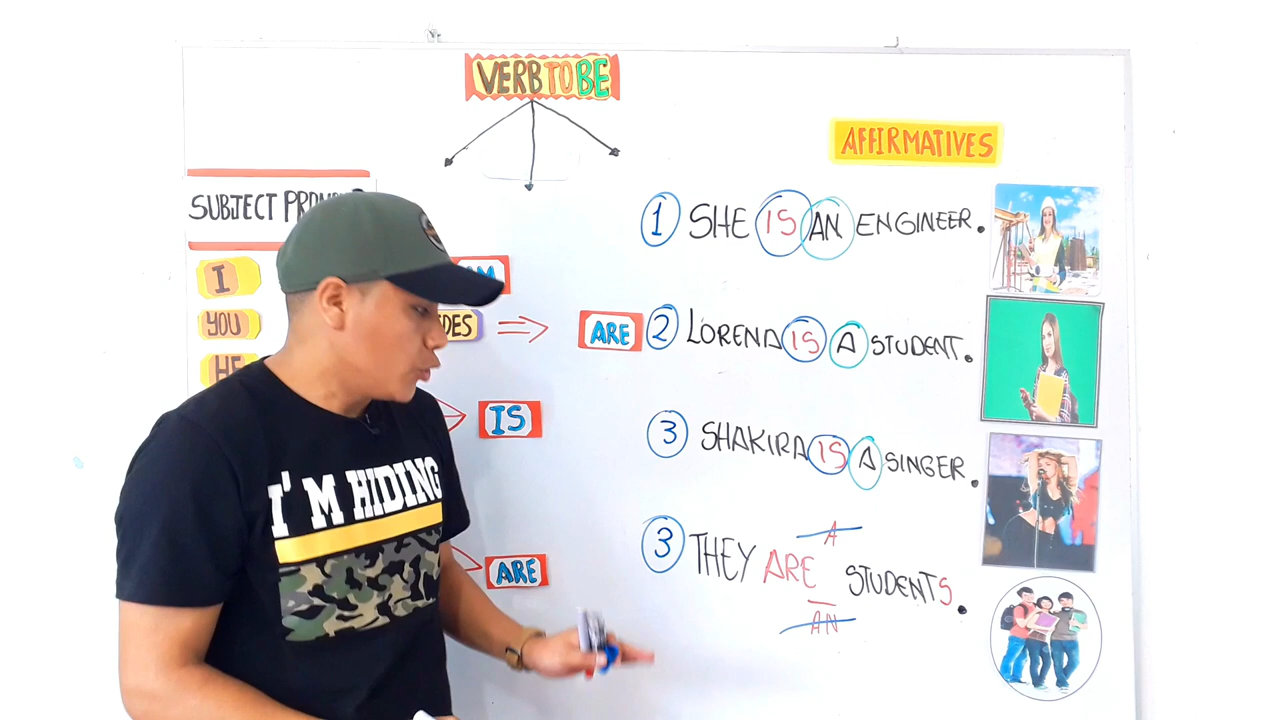 VERB TO BE
AFFIRMATIVES
SUBJECT
I
YOU
HE
ARE
IS
ARE
1 SHE IS AN ENGINEER.
2 LORENA IS A STUDENT.
3 SHAKIRA IS A SINGER.
A
3 THEY ARE _ STUDENTS.
AN
I'M HIDING